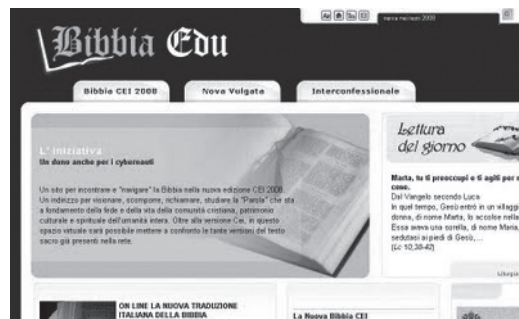 Bibbia Edu
Bibbia CEI 2008
Nova Vulgata
Interconfessionale
L' iniziativa
Un dono anche per i cybernauti
Un sito per incontrare e "navigare" la Bibbia nella nuova edizione CEI 2008.
Un indirizzo per visionare, scomporre, richiamare, studiare la "Parola" che sta
a fondamento della fede e della vita della comunità cristiana, patrimonio
culturale e spirituale dell'umanità intera. Oltre alla versione Cei, in questo
spazio virtuale sarà possibile mettere a confronto le tante versioni del testo
sacro già presenti nella rete.
Lettura
del giorno
Marta, tu ti preoccupi e ti agiti per
cose.
Dal Vangelo secondo Luca
In quel tempo, Gesù entrò in un villaggi
donna, di nome Marta, lo accolse nella
Essa aveva una sorella, di nome Maria,
sedutasi ai piedi di Gesù,...
(Lc 10,38-42)
ON LINE LA NUOVA TRADUZIONE
ITALIANA DELLA BIBBIA
La Nuova Bibbia CEI